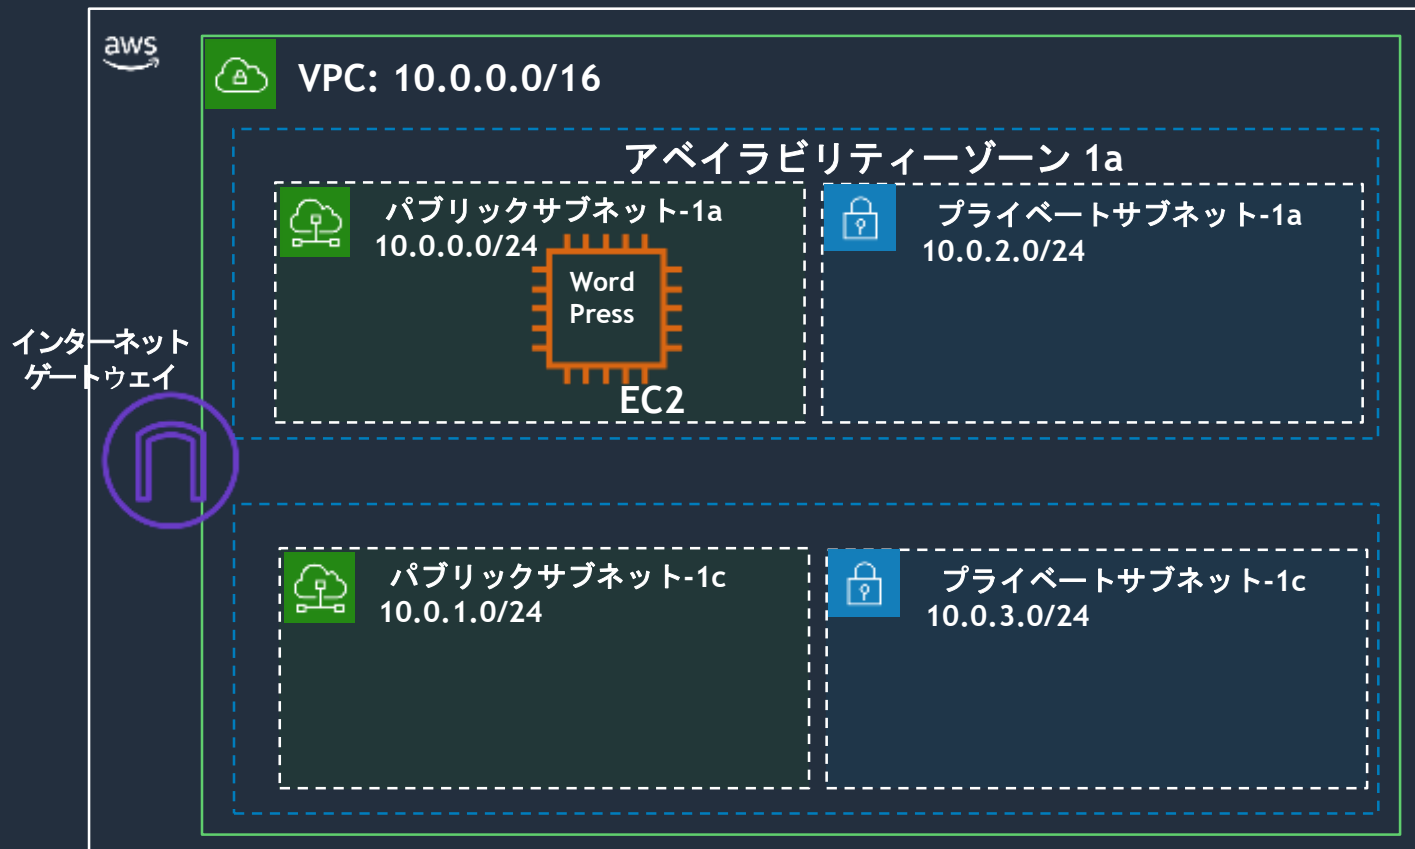 aws
VPC: 10.0.0.0/16
アベイラビリティーゾーン 1a
パブリックサブネット-1a
10.0.0.0/24
Word
Press
EC2
プライベートサブネット-1a
10.0.2.0/24
インターネット
ゲートウェイ
パブリックサブネット-1c
10.0.1.0/24
プライベートサブネット-1c
10.0.3.0/24